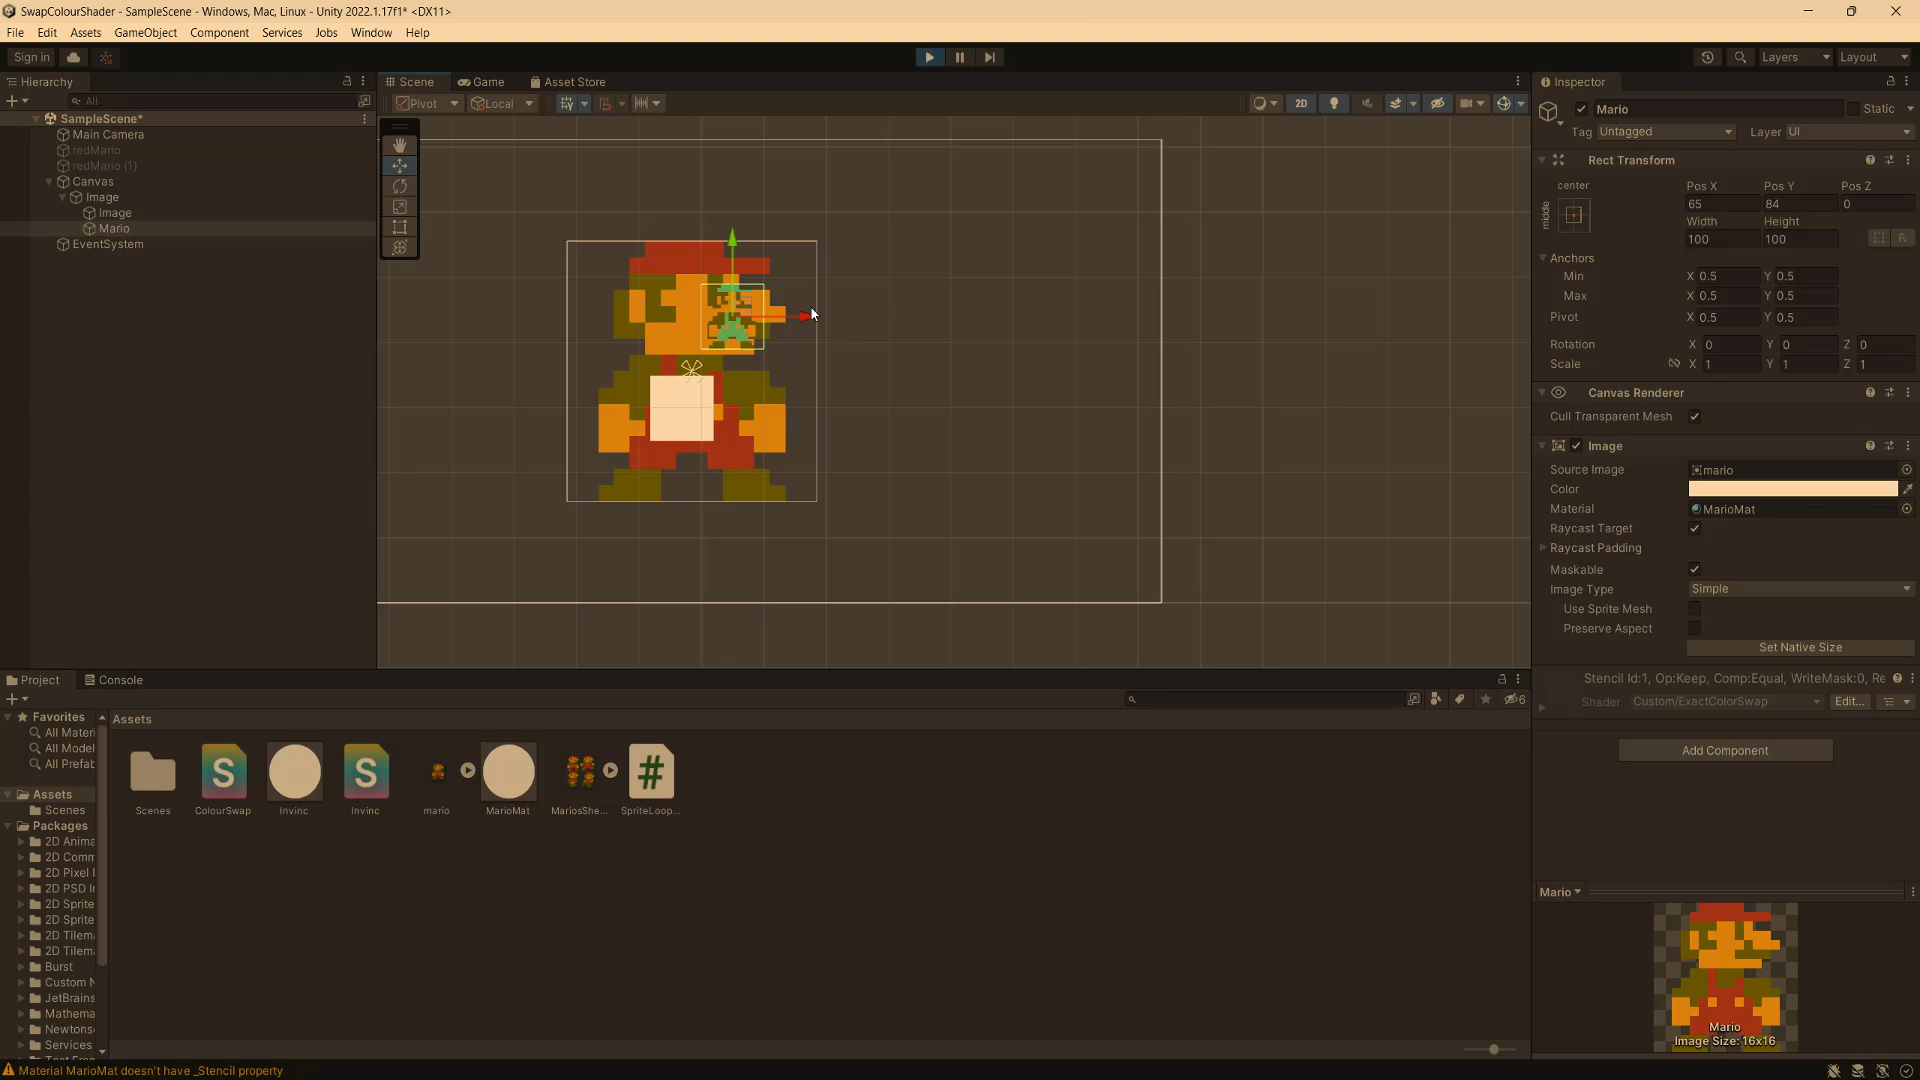 SwapColourShader - SampleScene - Windows, Mac, Linux - Unity 2022.1.17f1* <DX11>
File Edit Assets GameObject Component Services Jobs Window Help
Sign in
Layers
Layout
Hierarchy
All
SampleScene*
Main Camera
redMario
redMario (1)
Canvas
Image
Image
Mario
EventSystem
Scene
Game
Asset Store
Pivot
Local
2D
Inspector
Mario
Static
Tag Untagged
Layer UI
Rect Transform
center
middle
Pos X Pos Y Pos Z
65 84 0
Width Height
100 100
R
Anchors
Min X 0.5 Y 0.5
Max X 0.5 Y 0.5
Pivot X 0.5 Y 0.5
Rotation X 0 Y 0 Z 0
Scale X 1 Y 1 Z 1
Canvas Renderer
Cull Transparent Mesh
Image
Source Image mario
Color
Material MarioMat
Raycast Target
Raycast Padding
Maskable
Image Type Simple
Use Sprite Mesh
Preserve Aspect
Set Native Size
Stencil Id:1, Op:Keep, Comp:Equal, WriteMask:0, Re
Shader Custom/ExactColorSwap
Edit...
Add Component
Mario
Mario
Image Size: 16x16
Project
Console
6
Favorites
All Materi
All Model
All Prefab
Assets
Scenes
Packages
2D Anima
2D Comm
2D Pixel I
2D PSD Ir
2D Sprite
2D Sprite
2D Tilema
2D Tilema
Burst
Custom N
JetBrains
Mathema
Newtons
Services
Assets
S
S
#
Scenes
ColourSwap
Invinc
Invinc
mario
MarioMat
MariosShe...
SpriteLoop...
Material MarioMat doesn't have _Stencil property